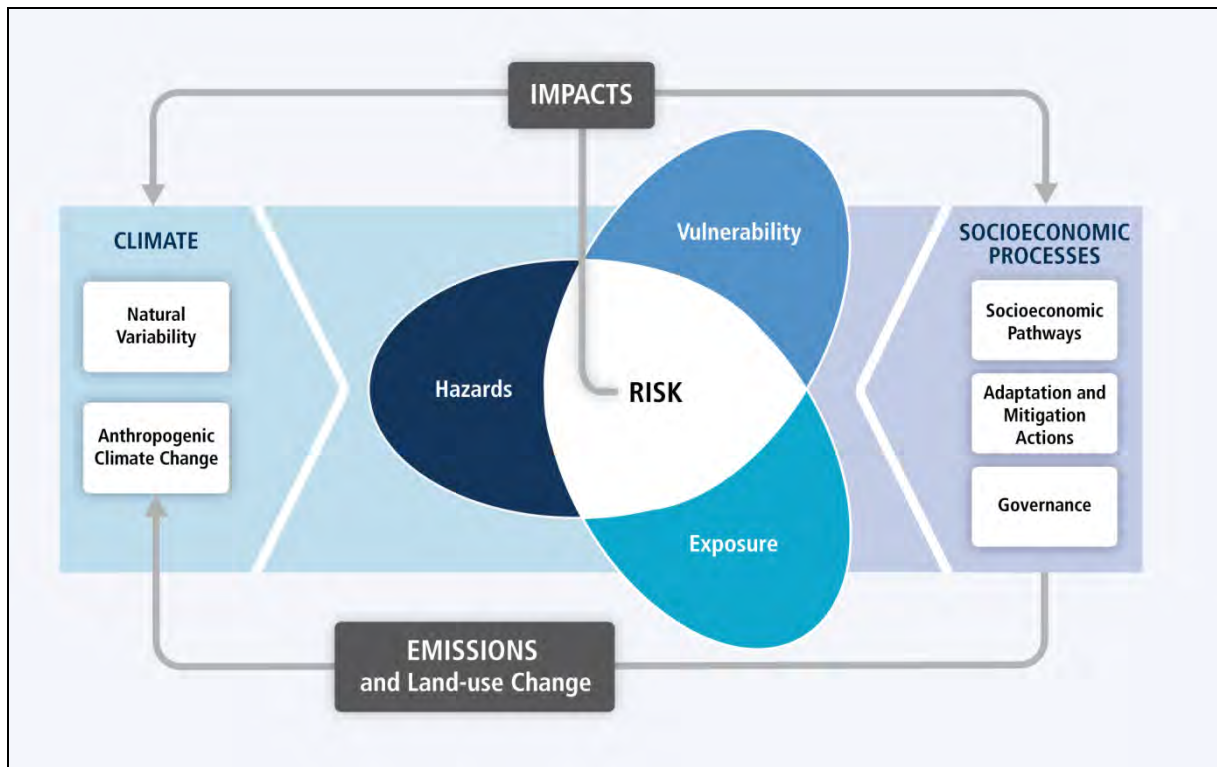 IMPACTS
CLIMATE
Natural
Variability
Anthropogenic
Climate Change
Vulnerability
Hazards
RISK
Exposure
SOCIOECONOMIC
PROCESSES
Socioeconomic
Pathways
Adaptation and
Mitigation
Actions
Governance
EMISSIONS
and Land-use Change